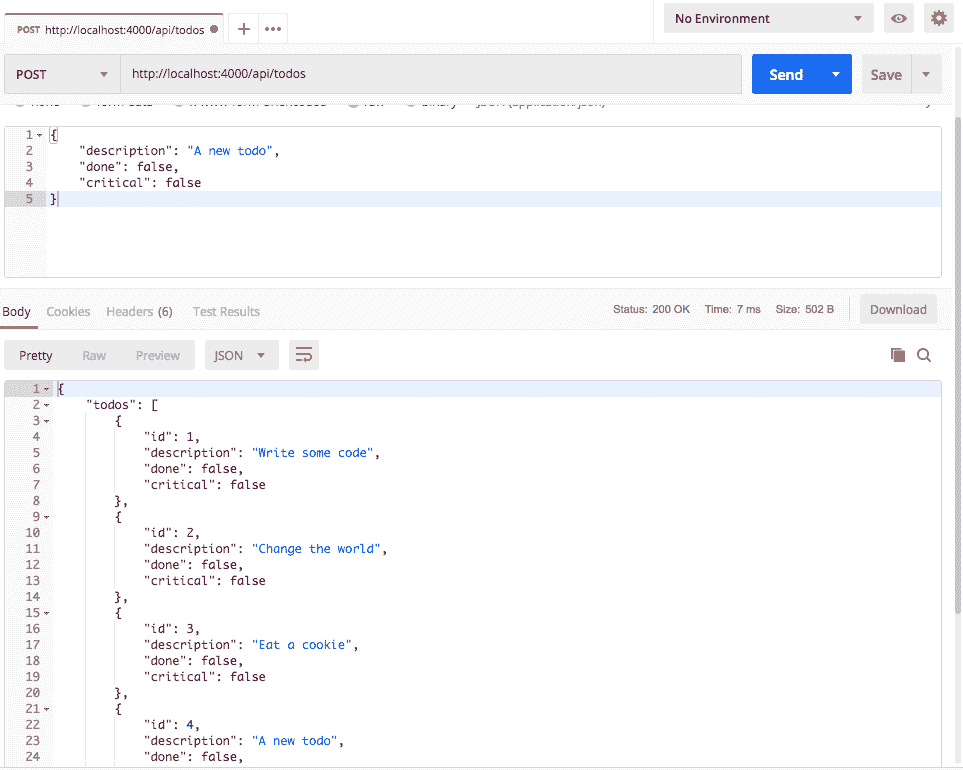 POST http://localhost:4000/api/todos
No Environment
POST http://localhost:4000/api/todos Send Save
1 {
2 "description": "A new todo",
3 "done": false,
4 "critical": false
5 }
Body Cookies Headers (6) Test Results Status: 200 OK Time: 7 ms Size: 502 B Download
Pretty Raw Preview JSON
1 {
2 "todos": [
3 {
4 "id": 1,
5 "description": "Write some code",
6 "done": false,
7 "critical": false
8 },
9 {
10 "id": 2,
11 "description": "Change the world",
12 "done": false,
13 "critical": false
14 },
15 {
16 "id": 3,
17 "description": "Eat a cookie",
18 "done": false,
19 "critical": false
20 },
21 {
22 "id": 4,
23 "description": "A new todo",
24 "done": false,